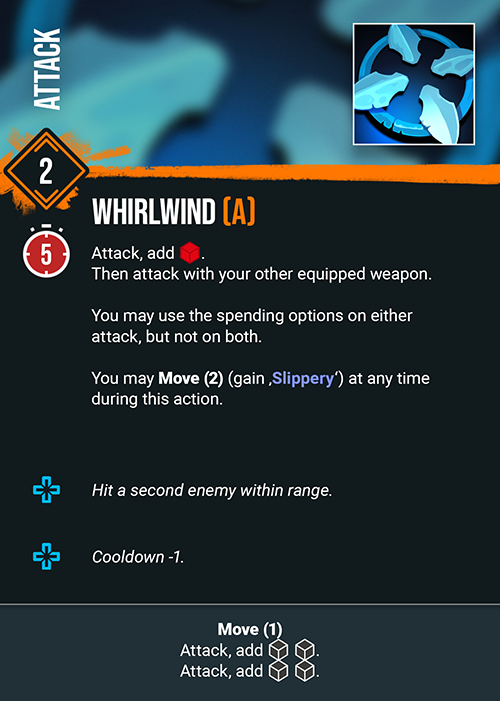 ATTACK
2
WHIRLWIND (A)
5
Attack, add .
Then attack with your other equipped weapon.
You may use the spending options on either
attack, but not on both.
You may Move (2) (gain ‚Slippery‘) at any time
during this action.
Hit a second enemy within range.
Cooldown -1.
Move (1)
Attack, add .
Attack, add .